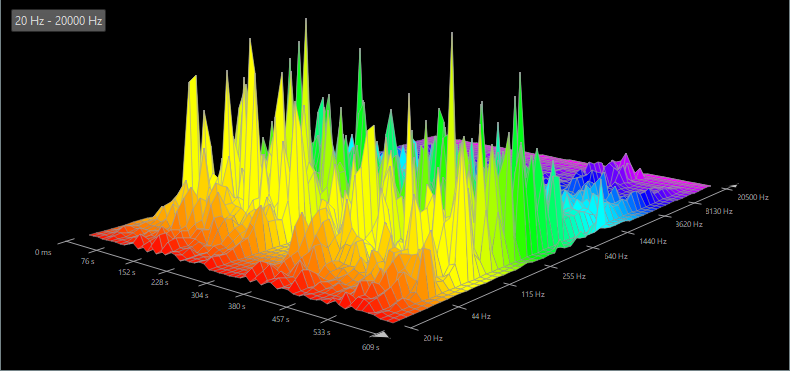 20 Hz - 20000 Hz
0 ms
76 s
152 s
228 s
304 s
380 s
457 s
533 s
609 s
20 Hz
44 Hz
115 Hz
255 Hz
640 Hz
1440 Hz
3620 Hz
8130 Hz
20500 Hz